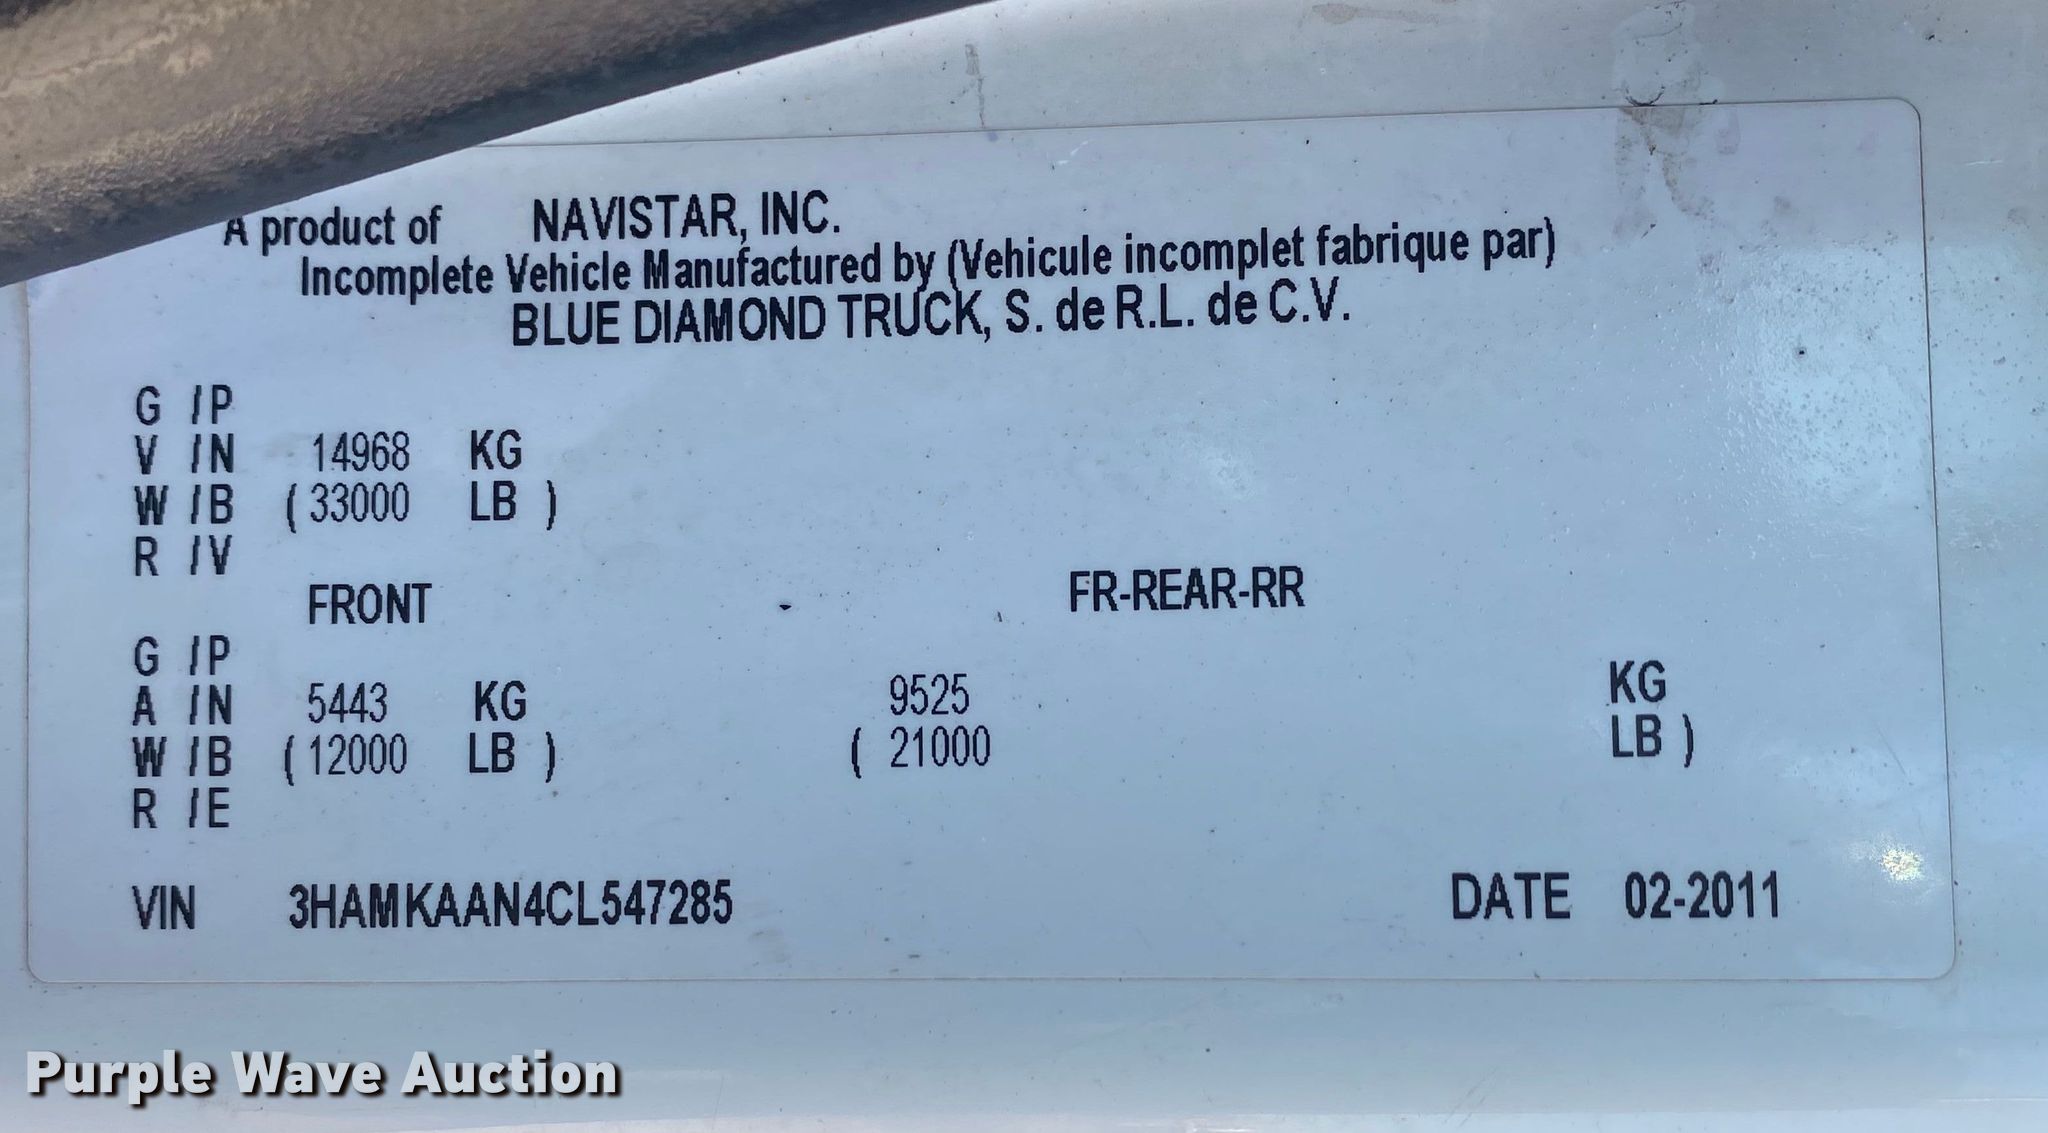 A product of NAVISTAR, INC.
Incomplete Vehicle Manufactured by (Vehicule incomplet fabrique par)
BLUE DIAMOND TRUCK, S. de R.L. de C.V.
G /P
V /N 14968 KG
W /B (33000 LB )
R /V
FRONT FR-REAR-RR
G /P
A /N 5443 KG 9525 KG
W /B (12000 LB ) ( 21000 LB )
R /E
VIN 3HAMKAAN4CL547285 DATE 02-2011
Purple Wave Auction